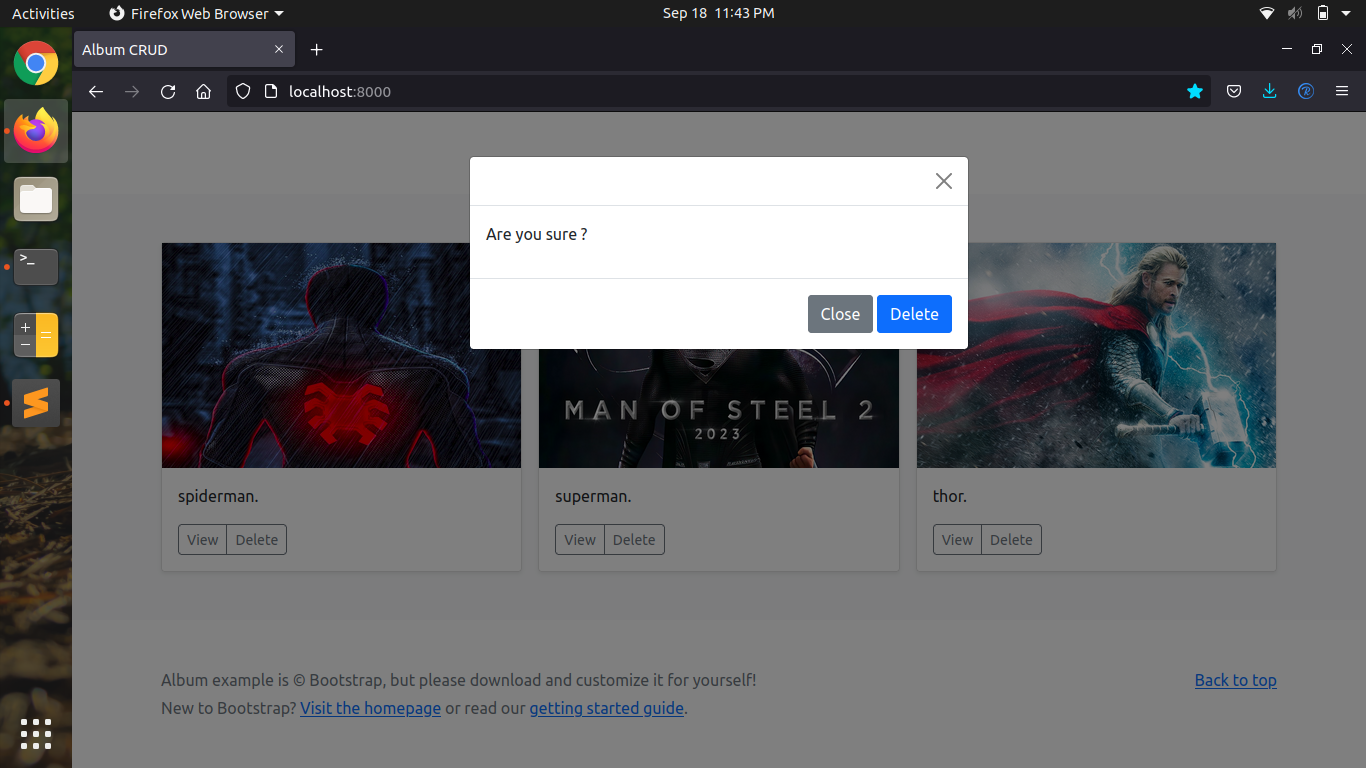 Activities
Firefox Web Browser
Sep 18 11:43 PM
Album CRUD
localhost:8000
Are you sure ?
Close
Delete
MAN OF STEEL 2
2023
spiderman.
View
Delete
superman.
View
Delete
thor.
View
Delete
Album example is © Bootstrap, but please download and customize it for yourself!
Back to top
New to Bootstrap? Visit the homepage or read our getting started guide.